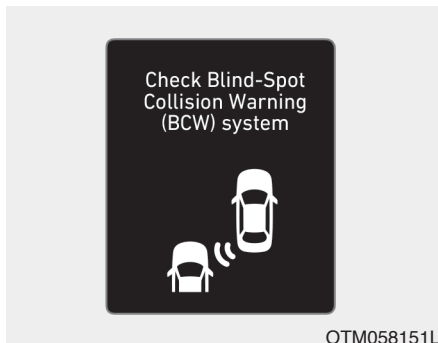 Check Blind-Spot
Collision Warning
(BCW) system
OTM058151L